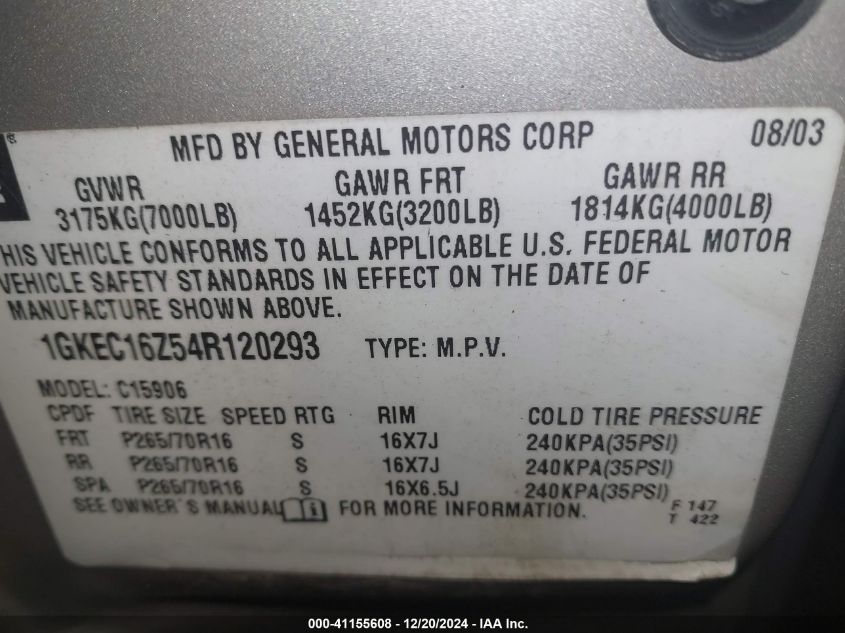 MFD BY GENERAL MOTORS CORP 08/03
GVWR GAWR FRT GAWR RR
3175KG(7000LB) 1452KG(3200LB) 1814KG(4000LB)
HIS VEHICLE CONFORMS TO ALL APPLICABLE U.S. FEDERAL MOTOR
VEHICLE SAFETY STANDARDS IN EFFECT ON THE DATE OF
MANUFACTURE SHOWN ABOVE.
1GKEC16Z54R120293 TYPE: M.P.V.
MODEL: C15906
CPDF TIRE SIZE SPEED RTG RIM COLD TIRE PRESSURE
FRT P265/70R16 S 16X7J 240KPA(35PSI)
RR P265/70R16 S 16X7J 240KPA(35PSI)
SPA P265/70R16 S 16X6.5J 240KPA(35PSI)
SEE OWNER'S MANUAL FOR MORE INFORMATION. F 147
T 422
000-41155608 - 12/20/2024 - IAA Inc.